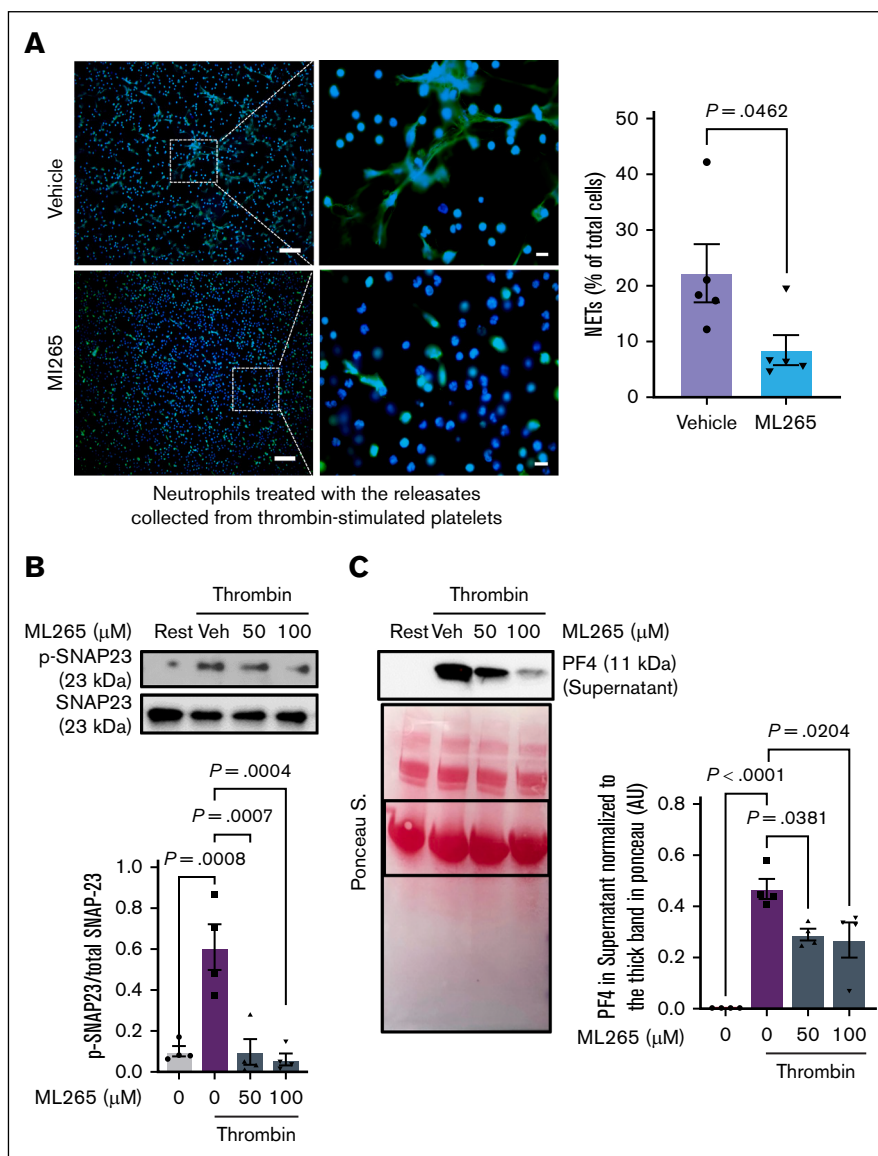 A
Vehicle
MI265
Neutrophils treated with the releasates
collected from thrombin-stimulated platelets
NETs (% of total cells)
50
40
30
20
10
0
P = .0462
Vehicle ML265
B
Thrombin
ML265 (μM) Rest Veh 50 100
p-SNAP23
(23 kDa)
SNAP23
(23 kDa)
p-SNAP23/total SNAP-23
1.0
0.8
0.6
0.4
0.2
0.0
P = .0004
P = .0007
P = .0008
ML265 (μM) 0 0 50 100
Thrombin
C
Thrombin
Rest Veh 50 100 ML265 (μM)
PF4 (11 kDa)
(Supernatant)
Ponceau S.
PF4 in Supernatant normalized to
the thick band in ponceau (AU)
0.8
0.6
0.4
0.2
0.0
P = .0204
P < .0001
P = .0381
ML265 (μM) 0 0 50 100
Thrombin